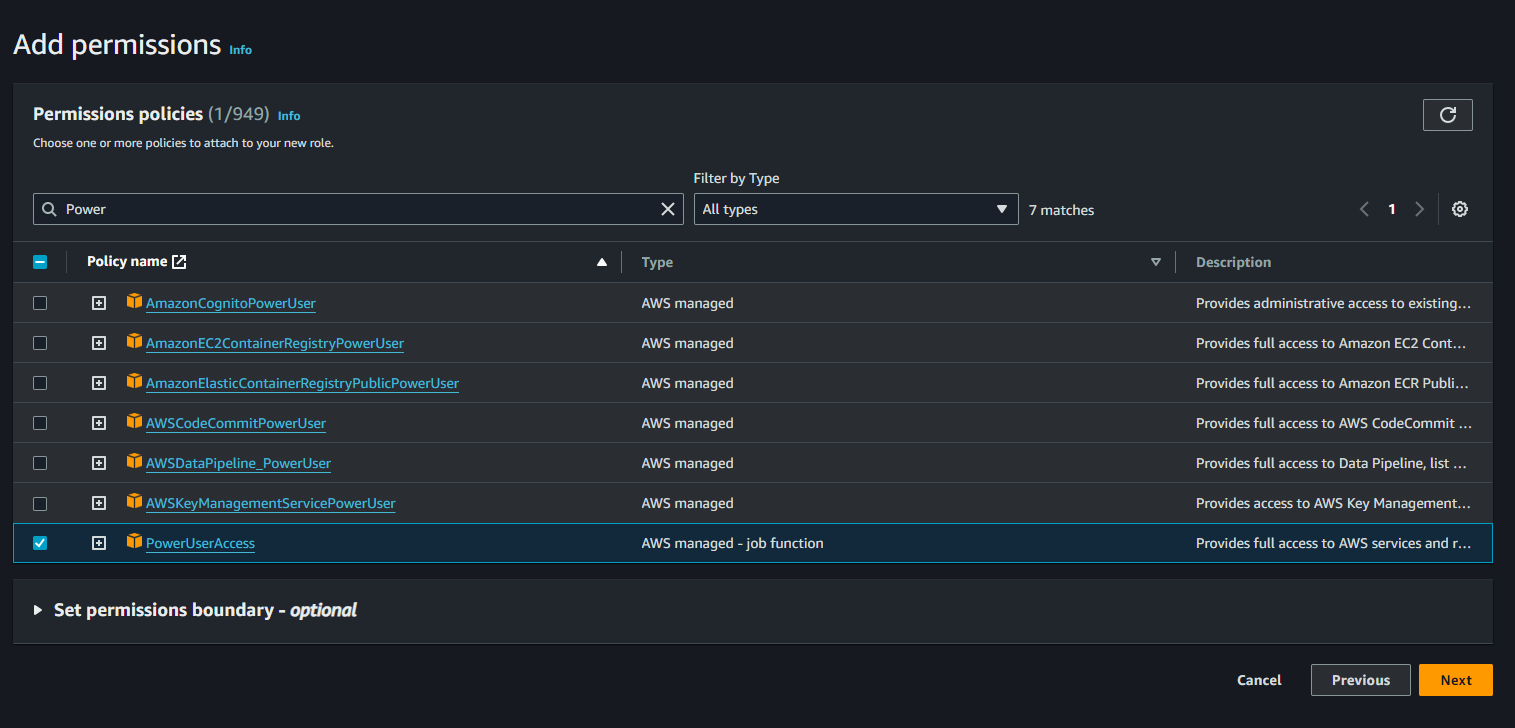 Add permissions Info
Permissions policies (1/949) Info
Choose one or more policies to attach to your new role.
Filter by Type
Power
All types
7 matches
1
Policy name
Type
Description
AmazonCognitoPowerUser AWS managed Provides administrative access to existing...
AmazonEC2ContainerRegistryPowerUser AWS managed Provides full access to Amazon EC2 Cont...
AmazonElasticContainerRegistryPublicPowerUser AWS managed Provides full access to Amazon ECR Publi...
AWSCodeCommitPowerUser AWS managed Provides full access to AWS CodeCommit ...
AWSDataPipeline_PowerUser AWS managed Provides full access to Data Pipeline, list ...
AWSKeyManagementServicePowerUser AWS managed Provides access to AWS Key Management...
PowerUserAccess AWS managed - job function Provides full access to AWS services and r...
Set permissions boundary - optional
Cancel
Previous
Next